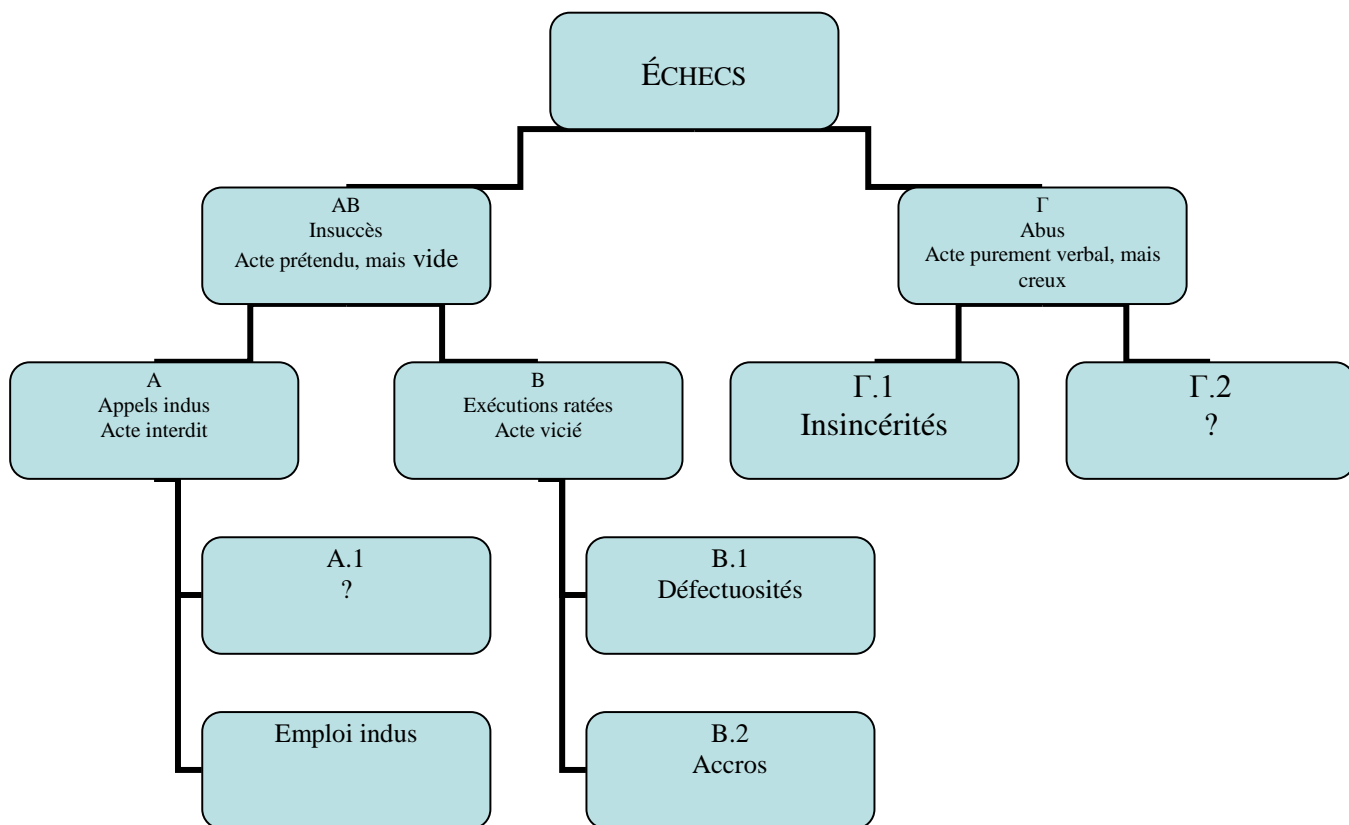 ÉCHECS
AB
Insuccès
Acte prétendu, mais vide
Γ
Abus
Acte purement verbal, mais
creux
A
Appels indus
Acte interdit
B
Exécutions ratées
Acte vicié
Γ.1
Insincérités
Γ.2
?
A.1
?
B.1
Défectuosités
Emploi indus
B.2
Accros